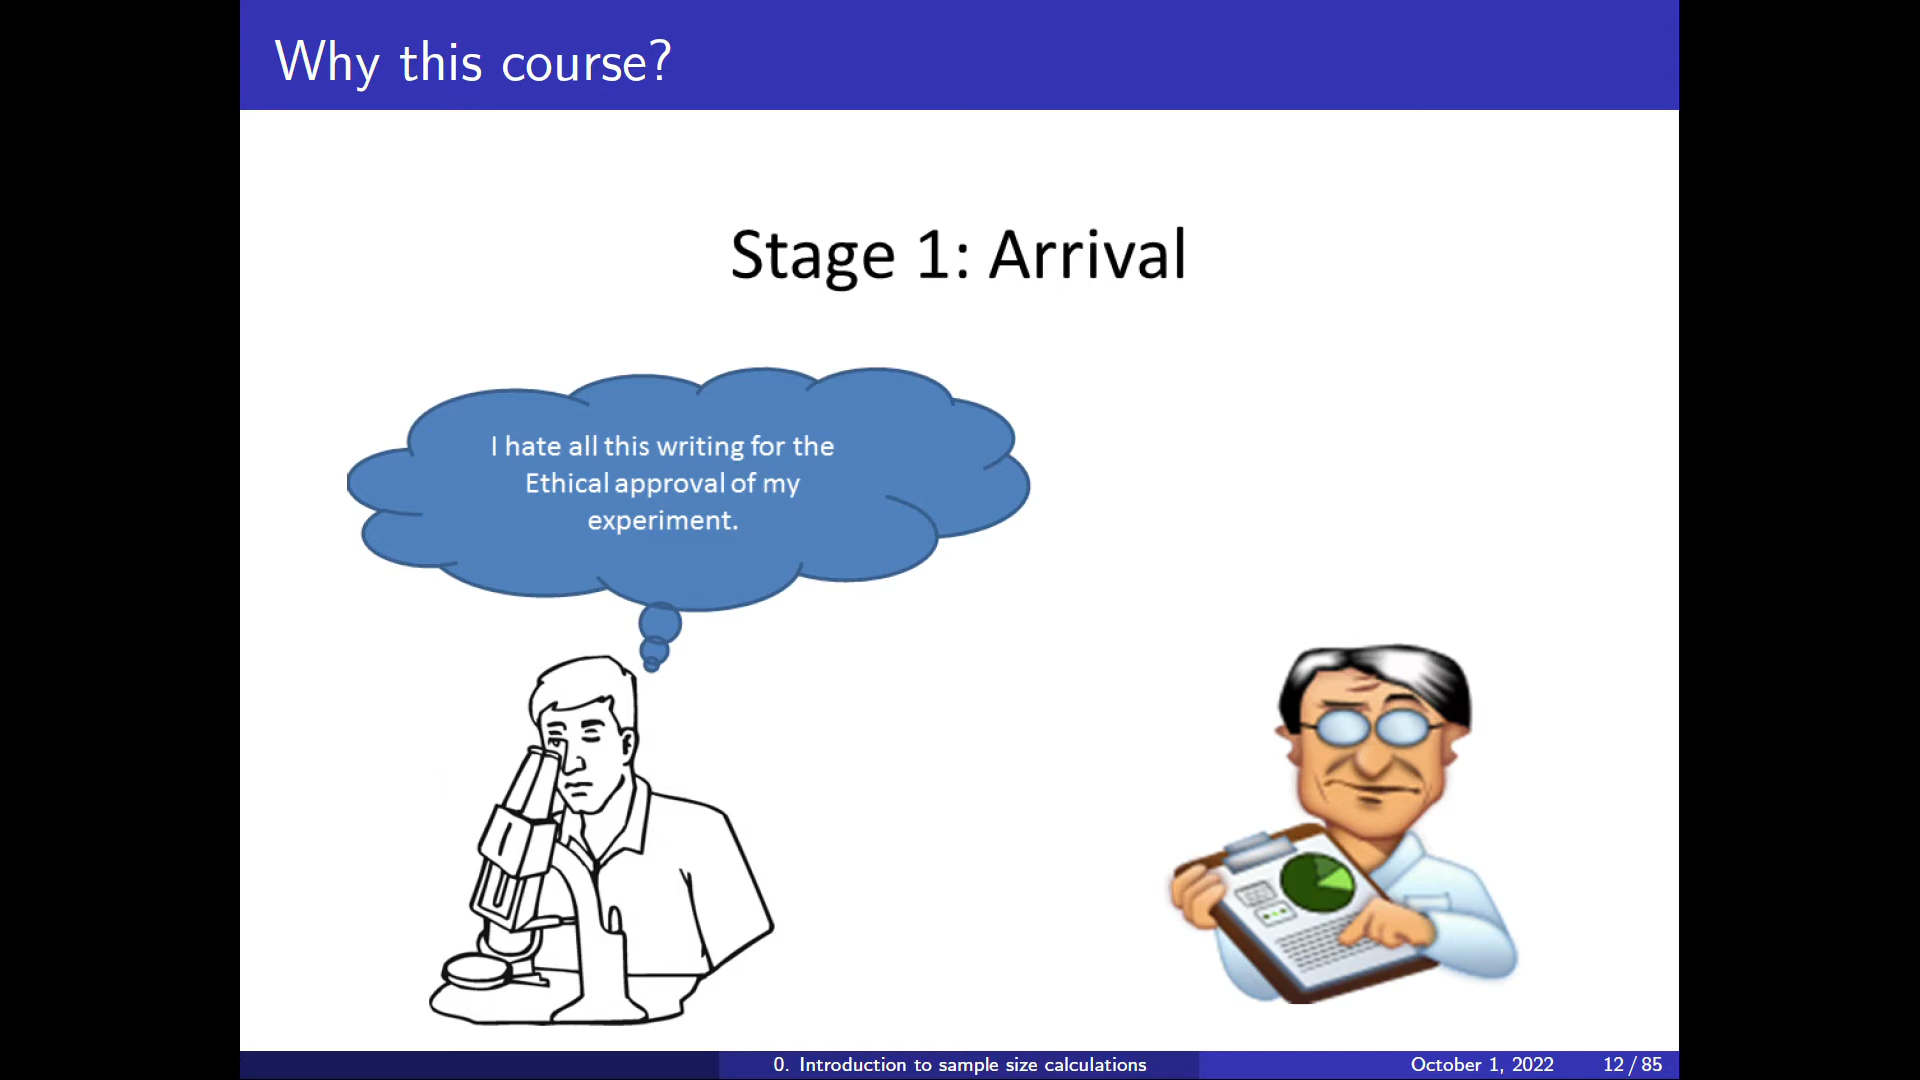 Why this course?
Stage 1: Arrival
I hate all this writing for the
Ethical approval of my
experiment.
0. Introduction to sample size calculations
October 1, 2022
12 / 85